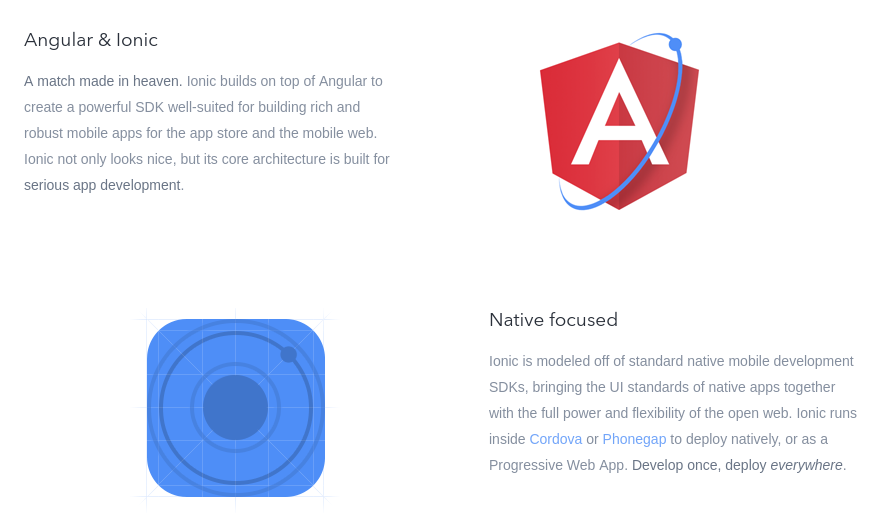 Angular & Ionic
A match made in heaven. Ionic builds on top of Angular to
create a powerful SDK well-suited for building rich and
robust mobile apps for the app store and the mobile web.
Ionic not only looks nice, but its core architecture is built for
serious app development.
A
Native focused
Ionic is modeled off of standard native mobile development
SDKs, bringing the UI standards of native apps together
with the full power and flexibility of the open web. Ionic runs
inside Cordova or Phonegap to deploy natively, or as a
Progressive Web App. Develop once, deploy everywhere.